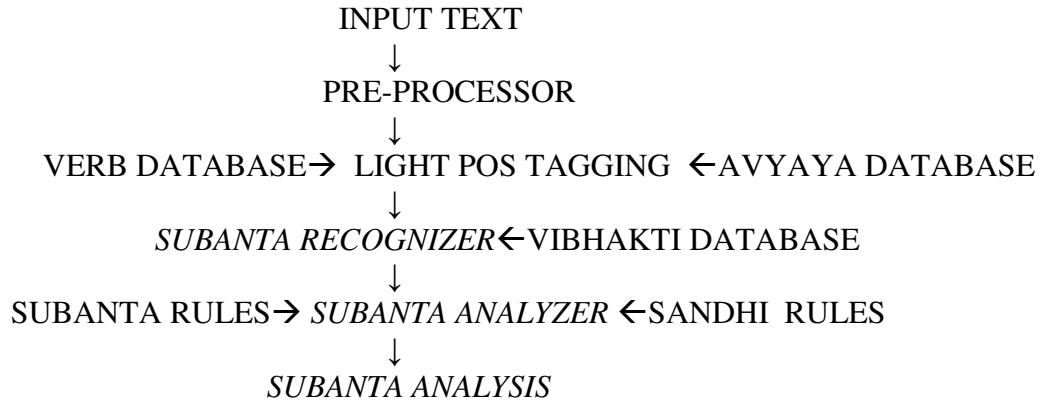 INPUT TEXT
↓
PRE-PROCESSOR
↓
VERB DATABASE→ LIGHT POS TAGGING ←AVYAYA DATABASE
↓
SUBANTA RECOGNIZER←VIBHAKTI DATABASE
↓
SUBANTA RULES→ SUBANTA ANALYZER ←SANDHI RULES
↓
SUBANTA ANALYSIS